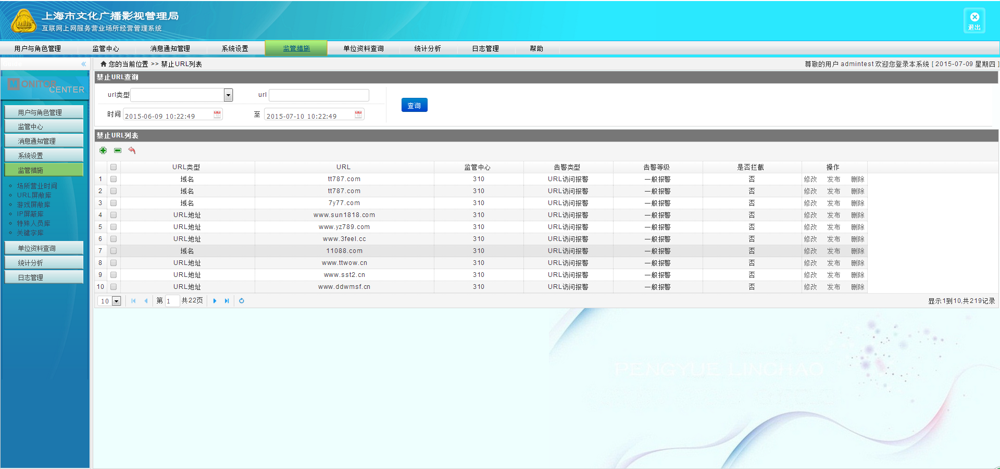 上海市文化广播影视管理局
互联网上网服务营业场所经营管理系统
退出
用户与角色管理 监管中心 消息通知管理 系统设置 监管措施 单位资料查询 统计分析 日志管理 帮助
您的当前位置 >> 禁止URL列表
尊敬的用户 admintest 欢迎您登录本系统 [ 2015-07-09 星期四 ]
MONITOR
CENTER
用户与角色管理
监管中心
消息通知管理
系统设置
监管措施
场所营业时间
URL屏蔽库
游戏屏蔽库
IP屏蔽库
特殊人员库
关键字库
单位资料查询
统计分析
日志管理
禁止URL查询
url类型 url
时间 2015-06-09 10:22:49 至 2015-07-10 10:22:49
查询
禁止URL列表
URL类型 URL 监管中心 告警类型 告警等级 是否拦截 操作
1 域名 tt787.com 310 URL访问报警 一般报警 否 修改 发布 删除
2 域名 tt787.com 310 URL访问报警 一般报警 否 修改 发布 删除
3 域名 7y77.com 310 URL访问报警 一般报警 否 修改 发布 删除
4 URL地址 www.sun1818.com 310 URL访问报警 一般报警 否 修改 发布 删除
5 URL地址 www.yz789.com 310 URL访问报警 一般报警 否 修改 发布 删除
6 URL地址 www.3feel.cc 310 URL访问报警 一般报警 否 修改 发布 删除
7 域名 11088.com 310 URL访问报警 一般报警 否 修改 发布 删除
8 URL地址 www.ttwow.cn 310 URL访问报警 一般报警 否 修改 发布 删除
9 URL地址 www.sst2.cn 310 URL访问报警 一般报警 否 修改 发布 删除
10 URL地址 www.ddwmsf.cn 310 URL访问报警 一般报警 否 修改 发布 删除
10 第 1 共22页
显示1到10,共219记录
PENGYUE LINGHAO